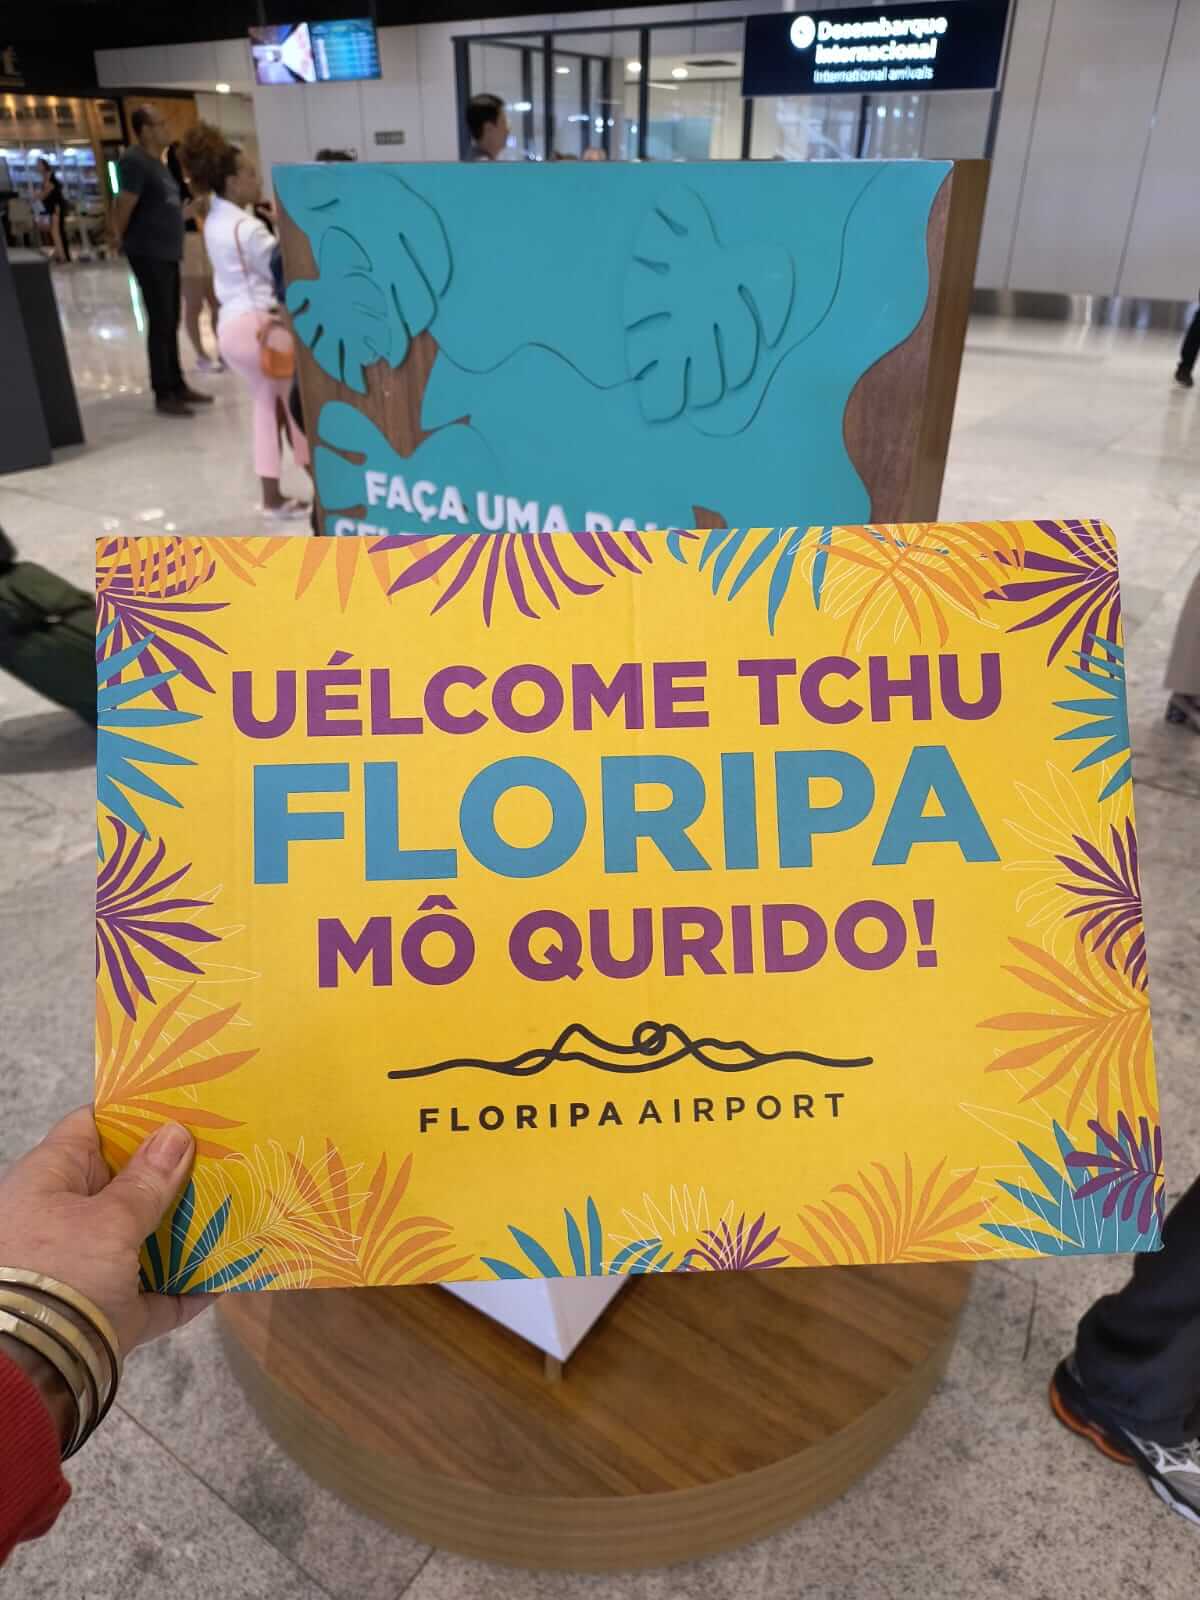 Desembarque
Internacional
International arrivals
FAÇA UMA
UÉLCOME TCHU
FLORIPA
MÔ QURIDO!
FLORIPA AIRPORT